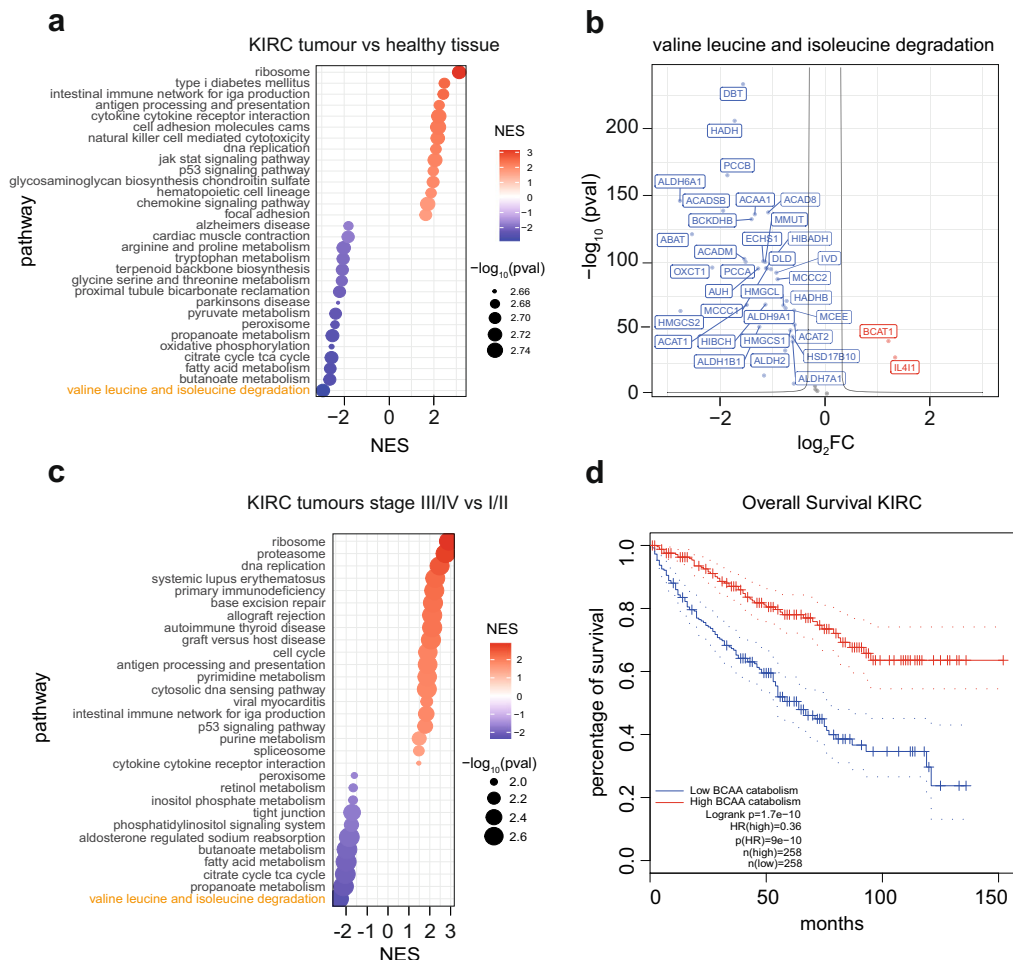 a
KIRC tumour vs healthy tissue
pathway
ribosome
type i diabetes mellitus
intestinal immune network for iga production
antigen processing and presentation
cytokine cytokine receptor interaction
cell adhesion molecules cams
natural killer cell mediated cytotoxicity
dna replication
jak stat signaling pathway
p53 signaling pathway
glycosaminoglycan biosynthesis chondroitin sulfate
hematopoietic cell lineage
chemokine signaling pathway
focal adhesion
alzheimers disease
cardiac muscle contraction
arginine and proline metabolism
tryptophan metabolism
terpenoid backbone biosynthesis
glycine serine and threonine metabolism
proximal tubule bicarbonate reclamation
parkinsons disease
pyruvate metabolism
peroxisome
propanoate metabolism
oxidative phosphorylation
citrate cycle tca cycle
fatty acid metabolism
butanoate metabolism
valine leucine and isoleucine degradation
−2 0 2
NES
NES
3
2
1
0
−1
−2
−log10(pval)
2.66
2.68
2.70
2.72
2.74
b
valine leucine and isoleucine degradation
−log10 (pval)
200
150
100
50
0
DBT
HADH
PCCB
ALDH6A1
ACADSB ACAA1 ACAD8
BCKDHB MMUT
ABAT ECHS1 HIBADH
ACADM DLD IVD
OXCT1 PCCA MCCC2
AUH HMGCL HADHB
MCCC1 ALDH9A1 MCEE
HMGCS2 BCAT1
ACAT1 HIBCH HMGCS1 ACAT2
ALDH1B1 ALDH2 HSD17B10 IL4I1
ALDH7A1
−2 0 2
log2FC
c
KIRC tumours stage III/IV vs I/II
pathway
ribosome
proteasome
dna replication
systemic lupus erythematosus
primary immunodeficiency
base excision repair
allograft rejection
autoimmune thyroid disease
graft versus host disease
cell cycle
antigen processing and presentation
pyrimidine metabolism
cytosolic dna sensing pathway
viral myocarditis
intestinal immune network for iga production
p53 signaling pathway
purine metabolism
spliceosome
cytokine cytokine receptor interaction
peroxisome
retinol metabolism
inositol phosphate metabolism
tight junction
phosphatidylinositol signaling system
aldosterone regulated sodium reabsorption
butanoate metabolism
fatty acid metabolism
citrate cycle tca cycle
propanoate metabolism
valine leucine and isoleucine degradation
-2 -1 0 1 2 3
NES
NES
2
1
0
−1
−2
−log10(pval)
2.0
2.2
2.4
2.6
d
Overall Survival KIRC
percentage of survival
1.0
0.8
0.6
0.4
0.2
0.0
Low BCAA catabolism
High BCAA catabolism
Logrank p=1.7e−10
HR(high)=0.36
p(HR)=9e−10
n(high)=258
n(low)=258
0 50 100 150
months